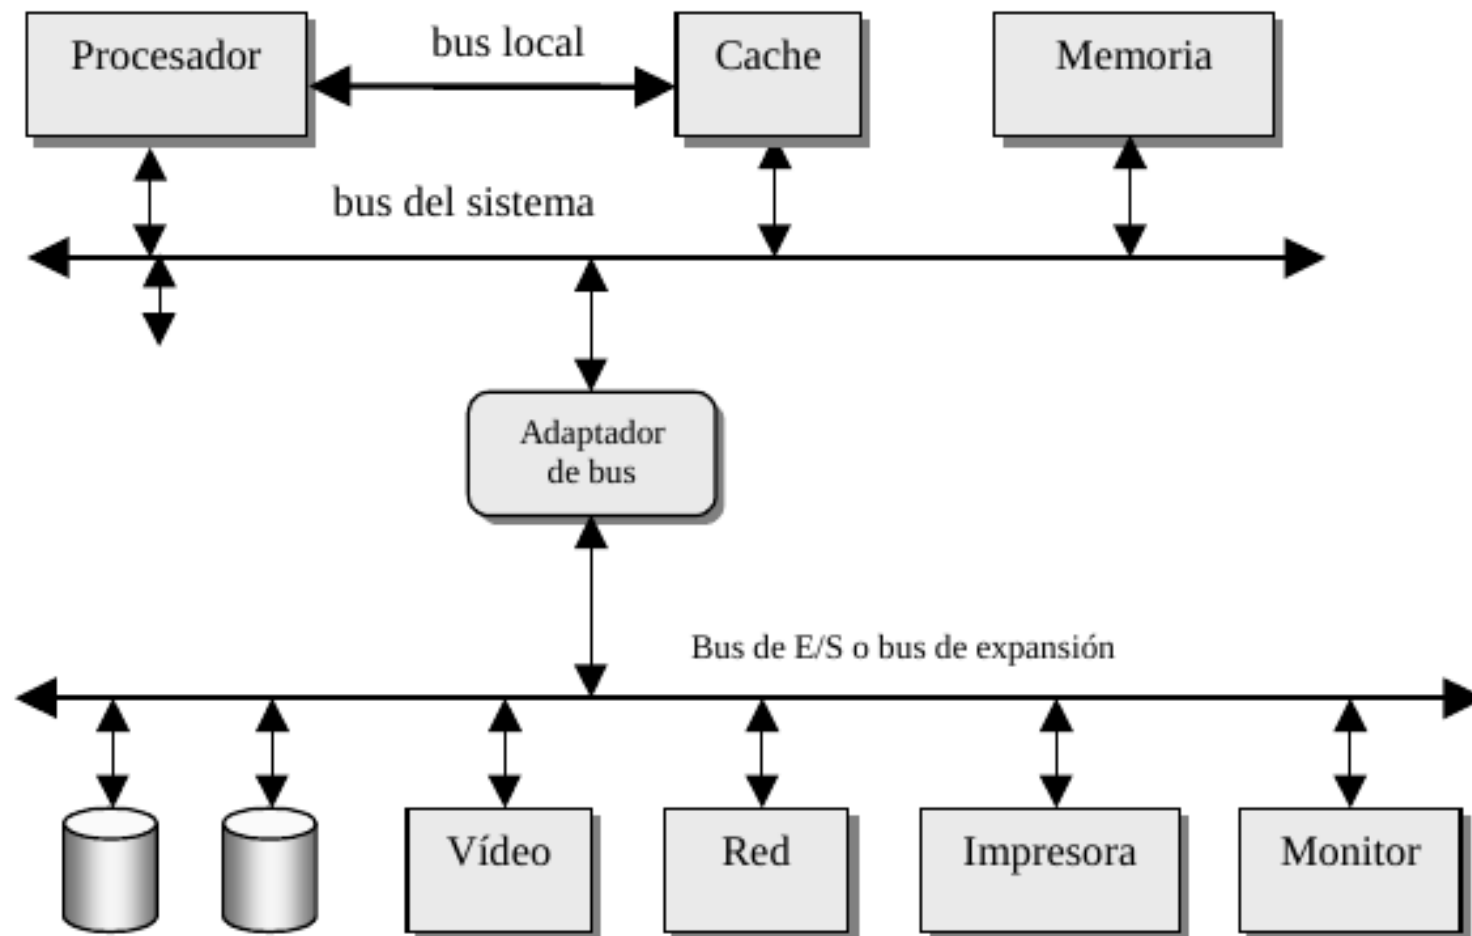 Procesador
bus local
Cache
Memoria
bus del sistema
Adaptador
de bus
Bus de E/S o bus de expansión
Vídeo
Red
Impresora
Monitor